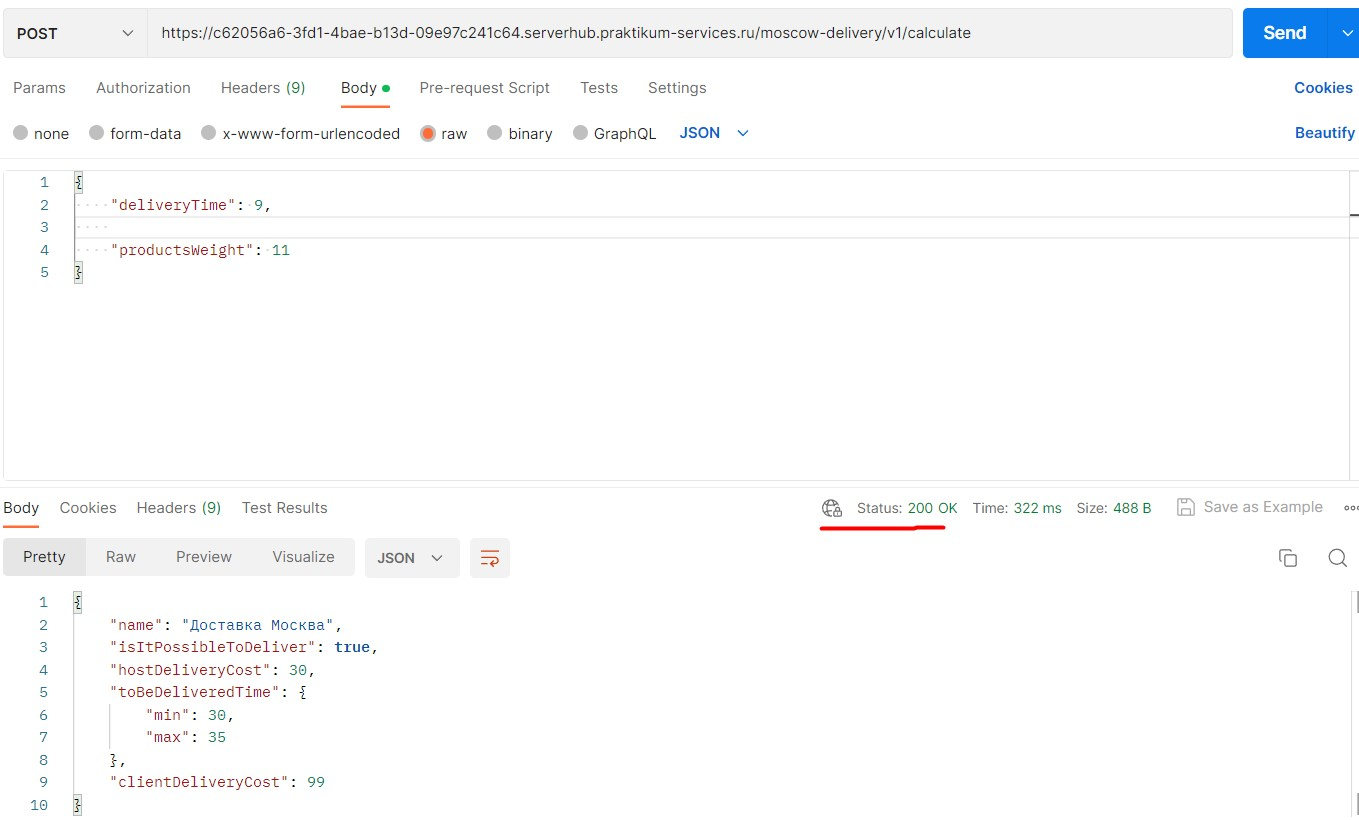 POST https://c62056a6-3fd1-4bae-b13d-09e97c241c64.serverhub.praktikum-services.ru/moscow-delivery/v1/calculate Send
Params Authorization Headers (9) Body Pre-request Script Tests Settings Cookies
none form-data x-www-form-urlencoded raw binary GraphQL JSON Beautify
1 {
2 "deliveryTime": 9,
3
4 "productsWeight": 11
5 }
Body Cookies Headers (9) Test Results Status: 200 OK Time: 322 ms Size: 488 B Save as Example
Pretty Raw Preview Visualize JSON
1 {
2 "name": "Доставка Москва",
3 "isItPossibleToDeliver": true,
4 "hostDeliveryCost": 30,
5 "toBeDeliveredTime": {
6 "min": 30,
7 "max": 35
8 },
9 "clientDeliveryCost": 99
10 }